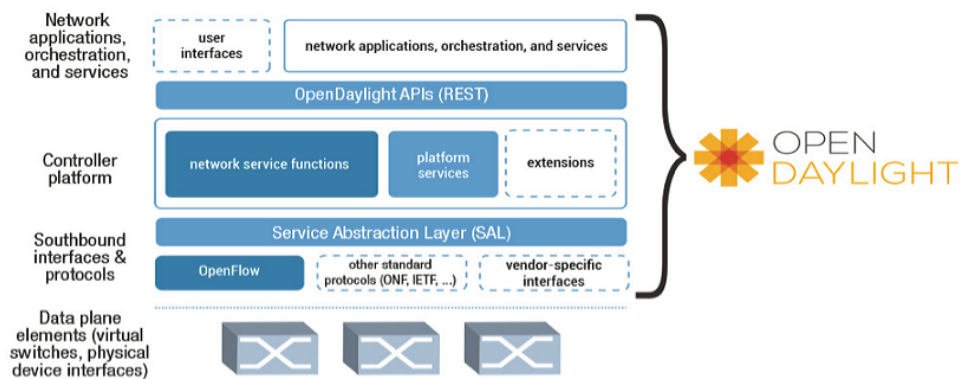 Network
applications,
orchestration,
and services
user
interfaces
network applications, orchestration, and services
OpenDaylight APIs (REST)
Controller
platform
network service functions
platform
services
extensions
OPEN
DAYLIGHT
Service Abstraction Layer (SAL)
Southbound
interfaces &
protocols
OpenFlow
other standard
protocols (ONF, IETF, ...)
vendor-specific
interfaces
Data plane
elements (virtual
switches, physical
device interfaces)